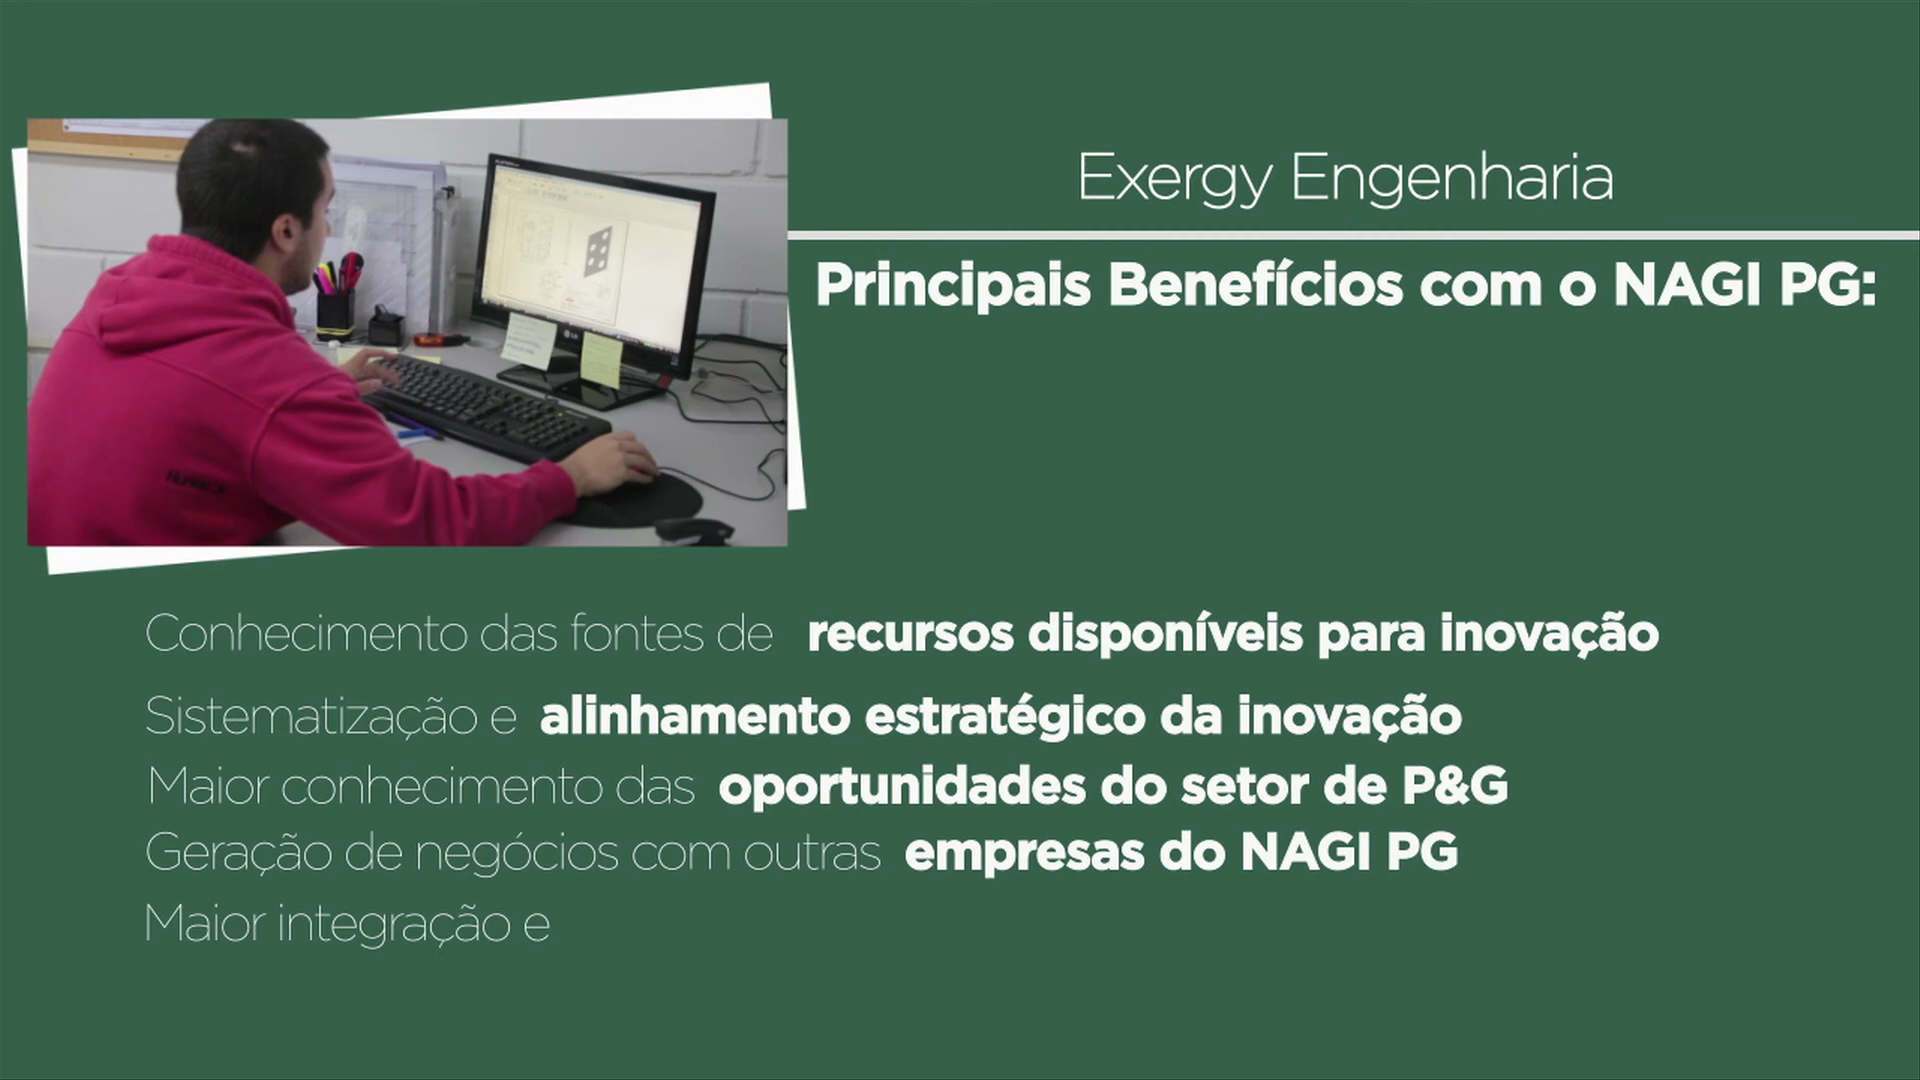 Exergy Engenharia
Principais Benefícios com o NAGI PG:
Conhecimento das fontes de recursos disponíveis para inovação
Sistematização e alinhamento estratégico da inovação
Maior conhecimento das oportunidades do setor de P&G
Geração de negócios com outras empresas do NAGI PG
Maior integração e